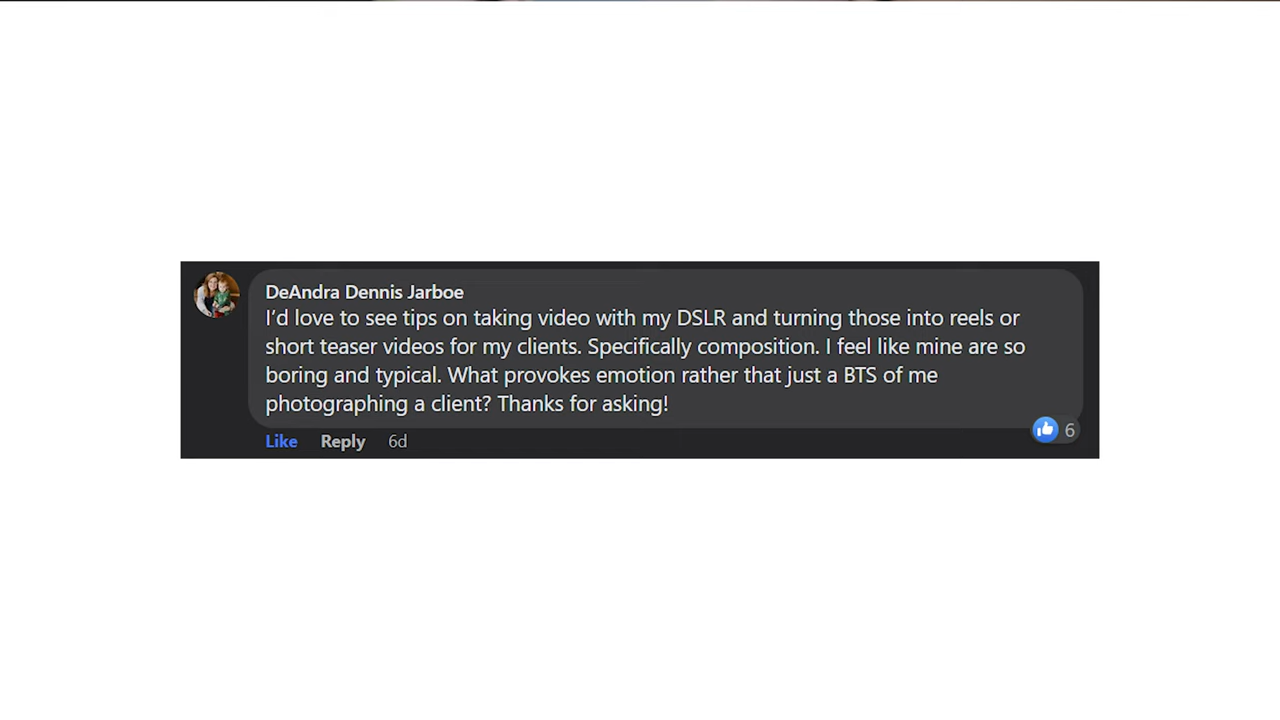 DeAndra Dennis Jarboe
I’d love to see tips on taking video with my DSLR and turning those into reels or
short teaser videos for my clients. Specifically composition. I feel like mine are so
boring and typical. What provokes emotion rather that just a BTS of me
photographing a client? Thanks for asking!
6
Like Reply 6d